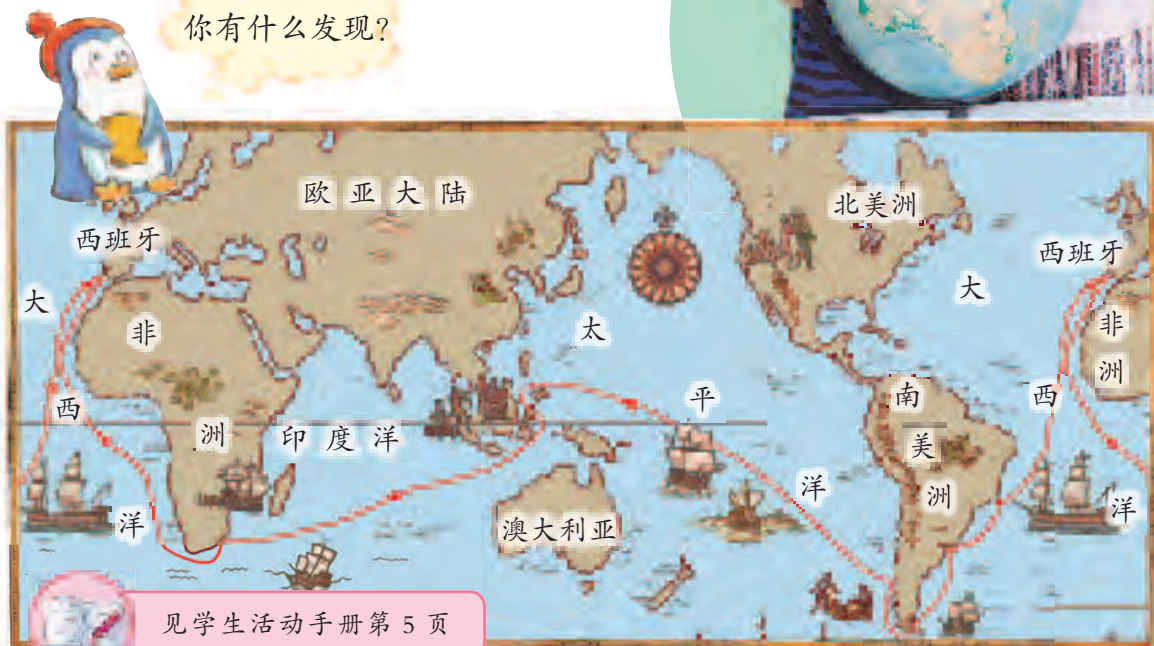 你有什么发现?
欧亚大陆
北美洲
西班牙
西班牙
大
西
洋
非
洲
印度洋
太
平
洋
澳大利亚
南
美
洲
大
西
洋
非
洲
见学生活动手册第 5 页